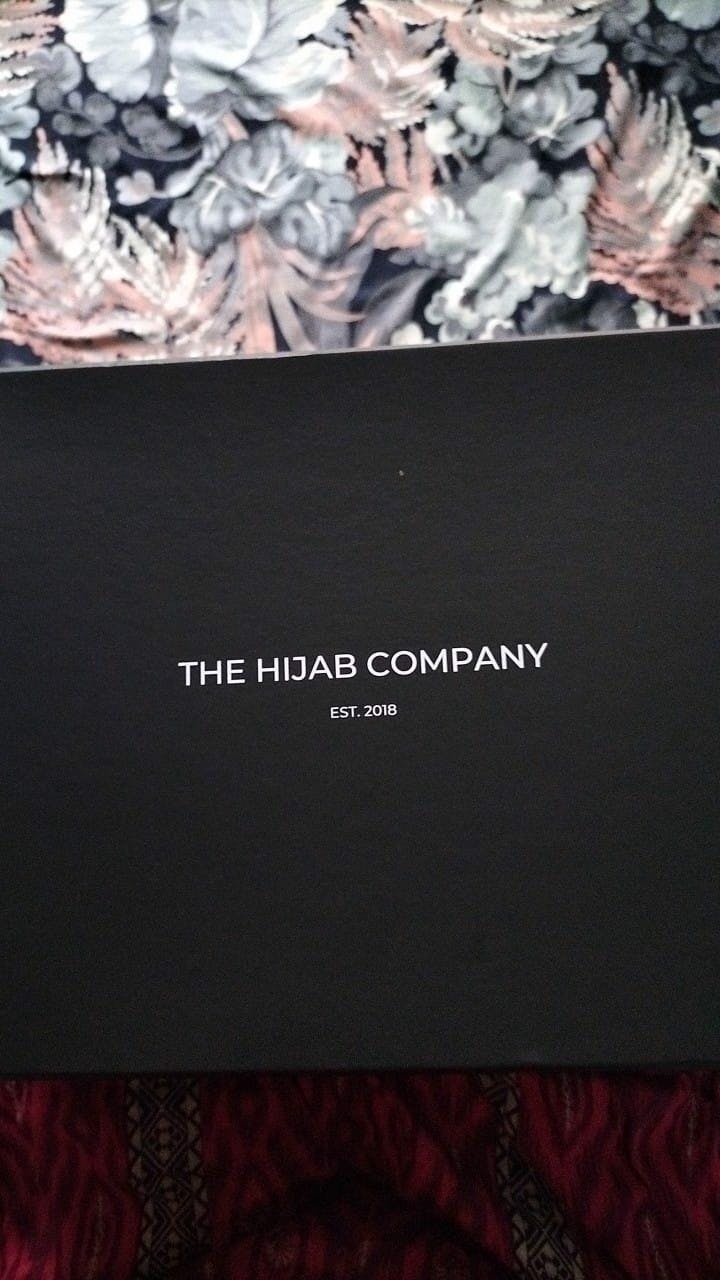 THE HIJAB COMPANY
EST. 2018